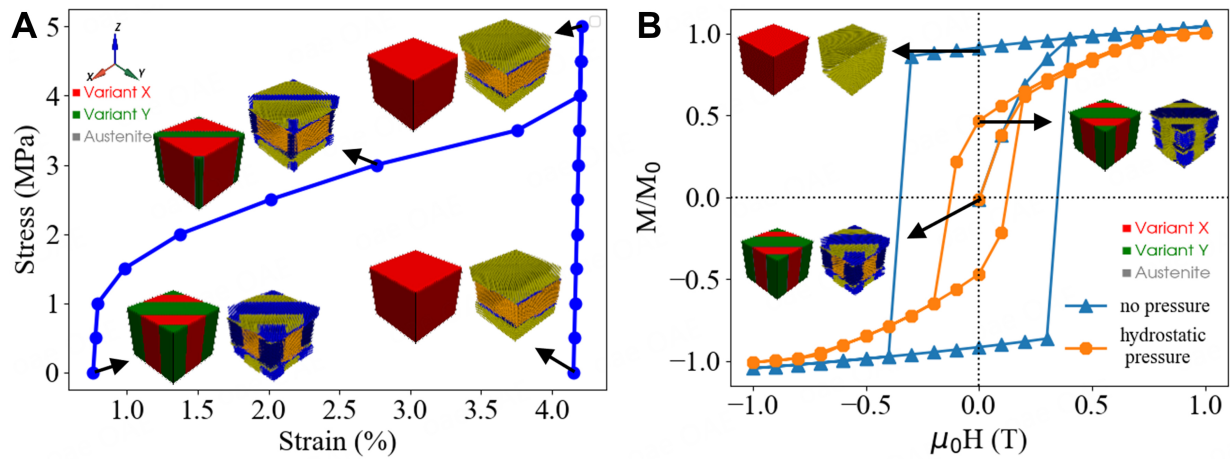 A
Z
X
Y
Variant X
Variant Y
Austenite
Stress (MPa)
5
4
3
2
1
0
1.0
1.5
2.0
2.5
3.0
3.5
4.0
Strain (%)
B
M/M0
1.0
0.5
0.0
−0.5
−1.0
Variant X
Variant Y
Austenite
no pressure
hydrostatic
pressure
−1.0
−0.5
0.0
0.5
1.0
μ0H (T)